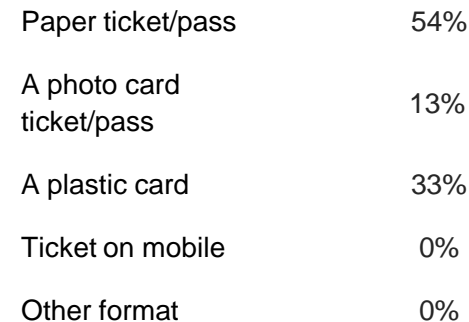 Paper ticket/pass 54%
A photo card
ticket/pass 13%
A plastic card 33%
Ticket on mobile 0%
Other format 0%